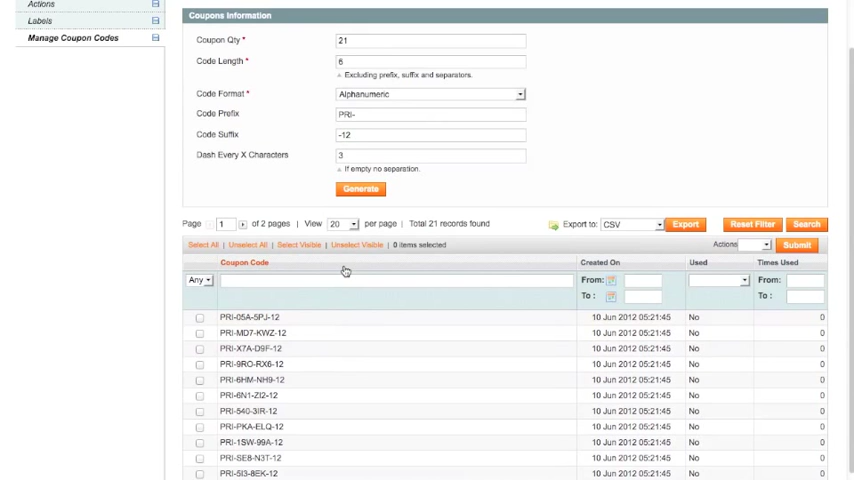 Actions
Labels
Manage Coupon Codes
Coupons Information
Coupon Qty * 21
Code Length * 6
Excluding prefix, suffix and separators.
Code Format * Alphanumeric
Code Prefix PRI-
Code Suffix -12
Dash Every X Characters 3
If empty no separation.
Generate
Page 1 of 2 pages | View 20 per page | Total 21 records found Export to: CSV Export Reset Filter Search
Select All | Unselect All | Select Visible | Unselect Visible | 0 items selected Actions Submit
Coupon Code Created On Used Times Used
Any From: From:
To : To :
PRI-05A-5PJ-12 10 Jun 2012 05:21:45 No 0
PRI-MD7-KWZ-12 10 Jun 2012 05:21:45 No 0
PRI-X7A-D9F-12 10 Jun 2012 05:21:45 No 0
PRI-9RO-RX6-12 10 Jun 2012 05:21:45 No 0
PRI-6HM-NH9-12 10 Jun 2012 05:21:45 No 0
PRI-6N1-ZI2-12 10 Jun 2012 05:21:45 No 0
PRI-540-3IR-12 10 Jun 2012 05:21:45 No 0
PRI-PKA-ELQ-12 10 Jun 2012 05:21:45 No 0
PRI-1SW-99A-12 10 Jun 2012 05:21:45 No 0
PRI-SE8-N3T-12 10 Jun 2012 05:21:45 No 0
PRI-5I3-8EK-12 10 Jun 2012 05:21:45 No 0